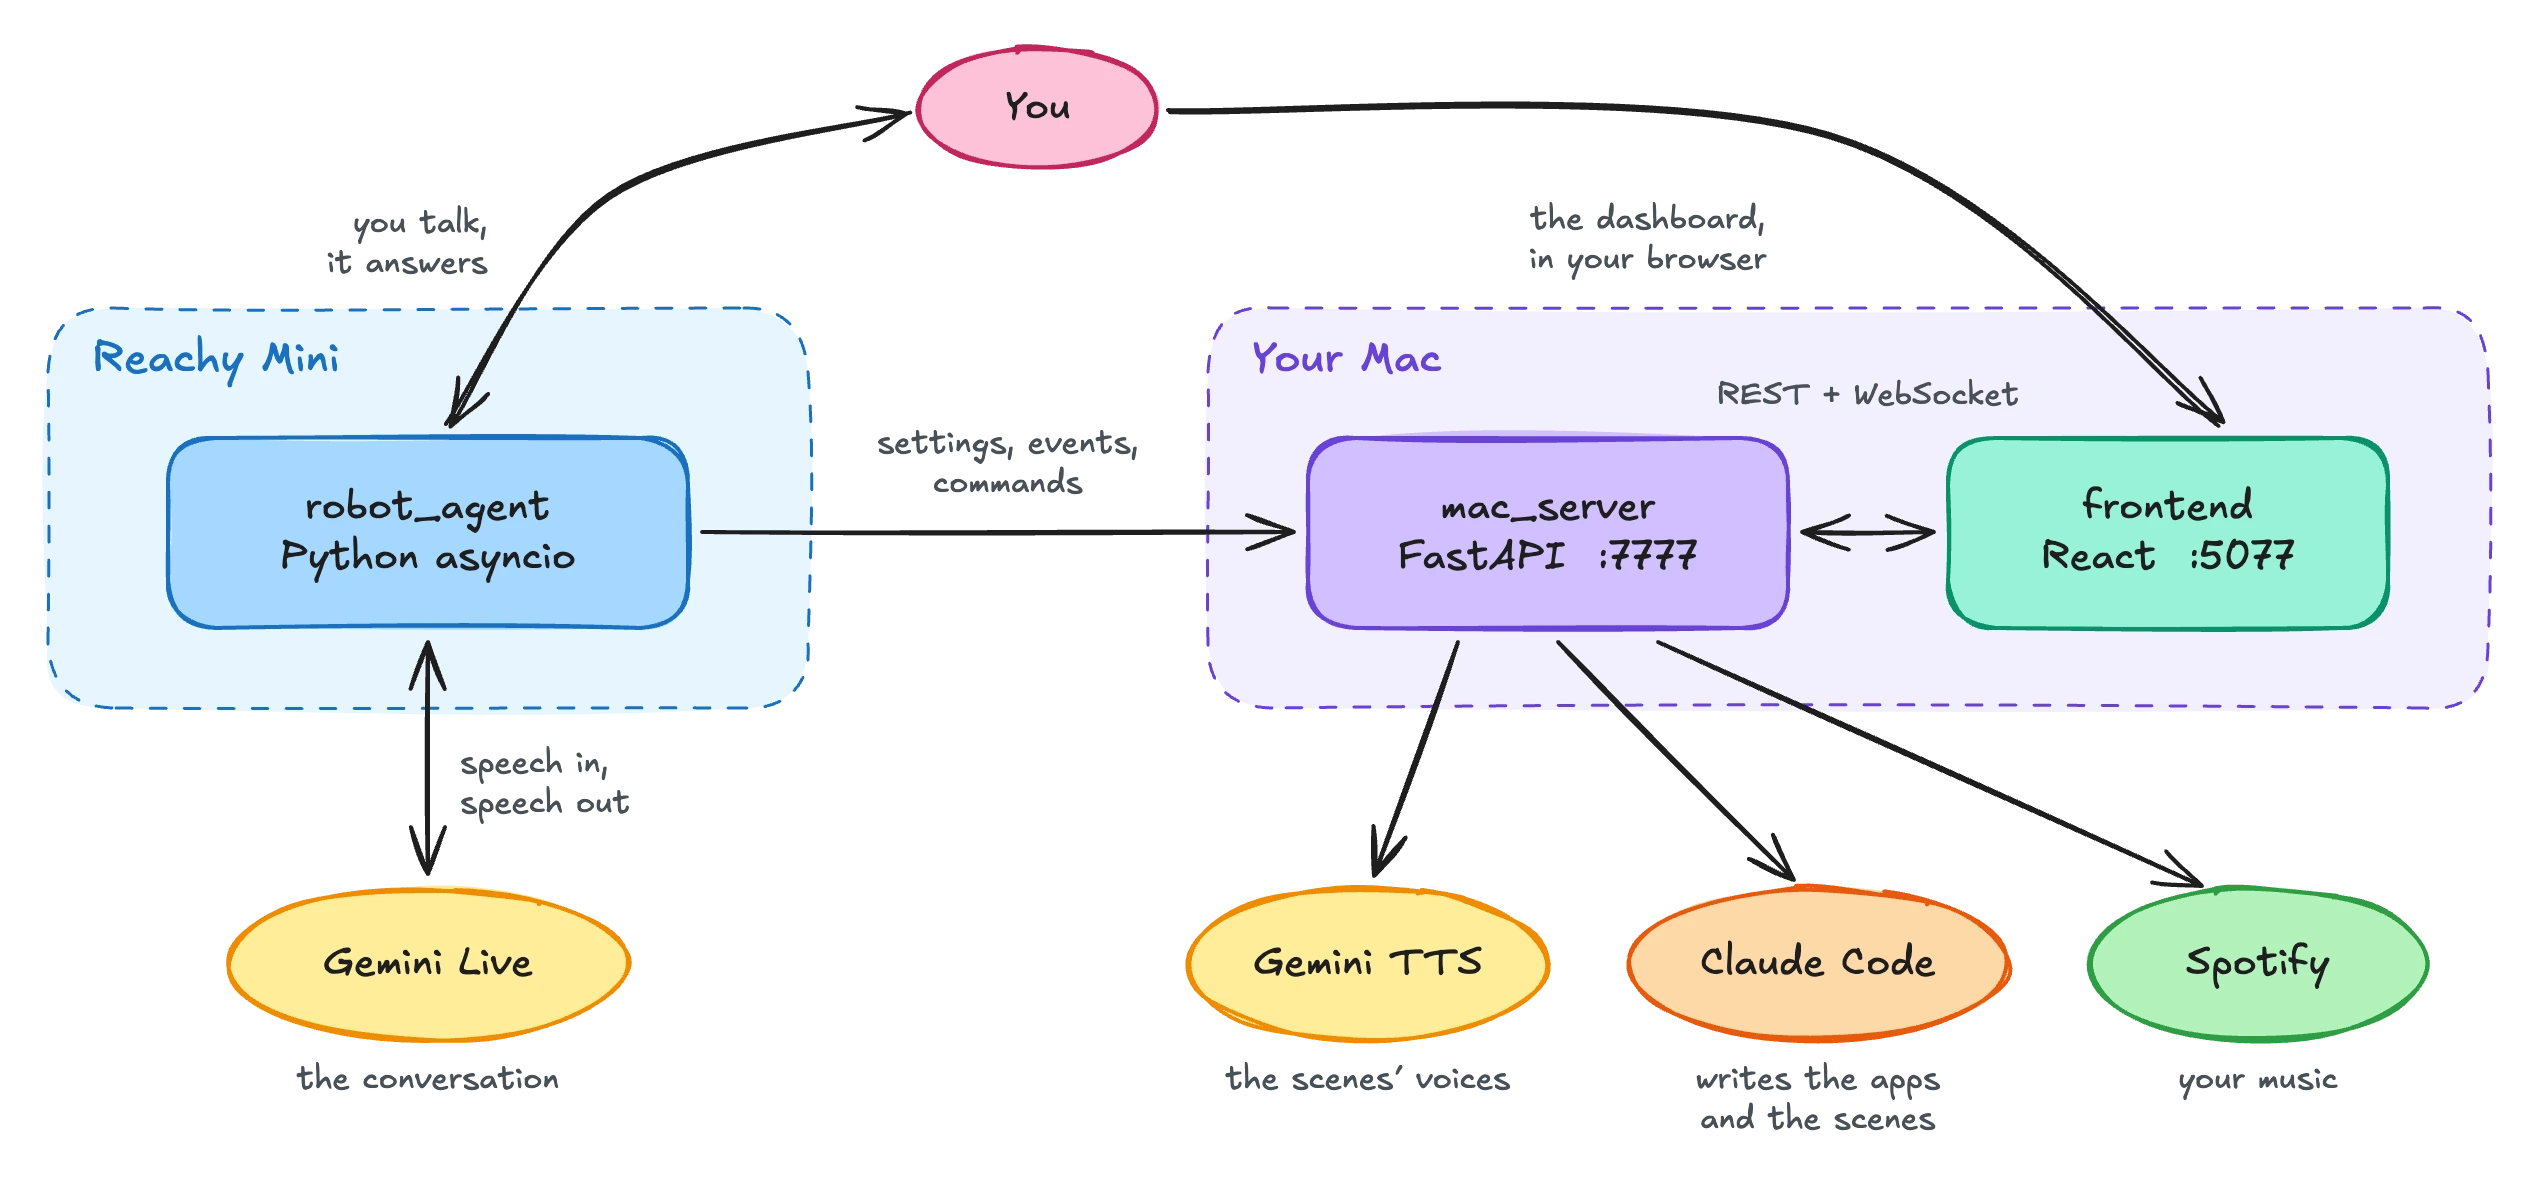 You
you talk,
it answers
the dashboard,
in your browser
Reachy Mini
Your Mac
REST + WebSocket
settings, events,
commands
robot_agent
Python asyncio
mac_server
FastAPI :7777
frontend
React :5077
speech in,
speech out
Gemini Live
Gemini TTS
Claude Code
Spotify
the conversation
the scenes' voices
writes the apps
and the scenes
your music